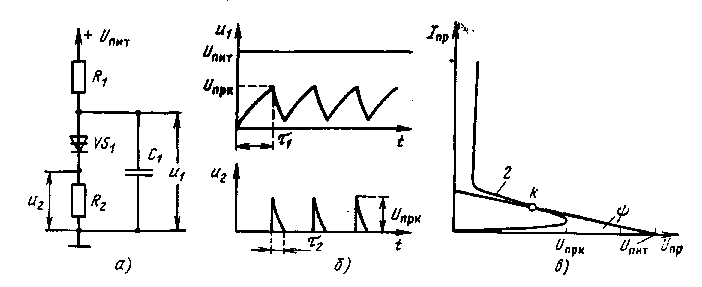 + Uпит
R₁
VS₁
C₁
u₁
u₂
R₂
а)
u₁
Uпит
Uпрк
τ₁
t
u₂
Uпрк
τ₂
t
б)
Iпр
2
к
ψ
Uпрк
Uпит
Uпр
в)